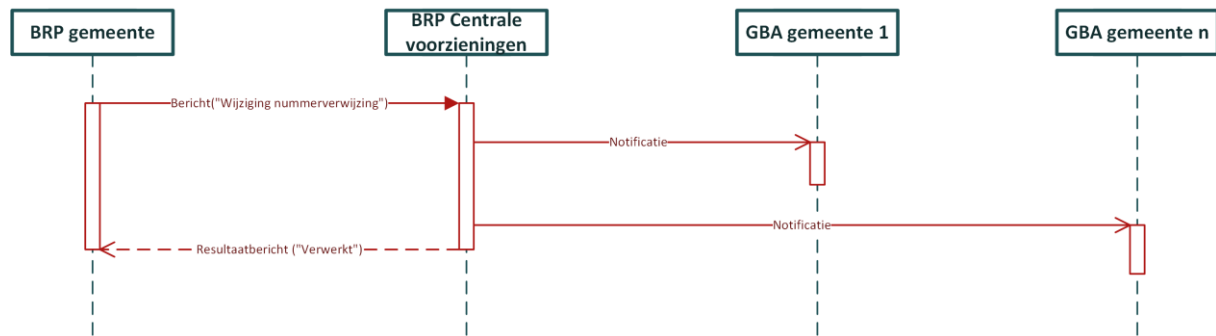 BRP gemeente
BRP Centrale
voorzieningen
GBA gemeente 1
GBA gemeente n
Bericht("Wijziging nummerverwijzing")
Notificatie
Notificatie
Resultaatbericht ("Verwerkt")